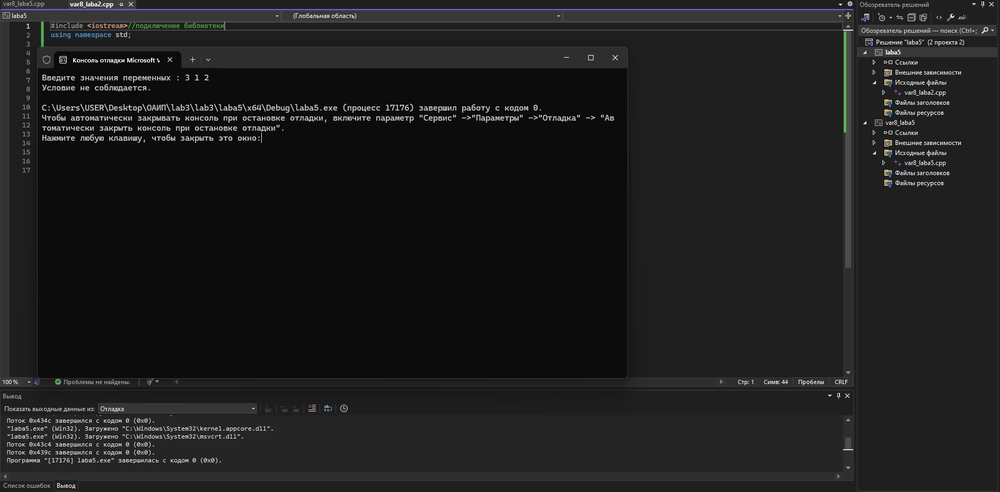 var8_laba5.cpp
var8_laba2.cpp
laba5
(Глобальная область)
1 #include <iostream>//подключение библиотеки
2 using namespace std;
3
4
5
6
7
8
9
10
11
12
13
14
15
16
17
Консоль отладки Microsoft V
Введите значения переменных : 3 1 2
Условие не соблюдается.
C:\Users\USER\Desktop\ОАИП\lab3\lab3\laba5\x64\Debug\laba5.exe (процесс 17176) завершил работу с кодом 0.
Чтобы автоматически закрывать консоль при остановке отладки, включите параметр "Сервис" ->"Параметры" ->"Отладка" -> "Ав
томатически закрыть консоль при остановке отладки".
Нажмите любую клавишу, чтобы закрыть это окно:
100 %
Проблемы не найдены.
Стр: 1
Симв: 44
Пробелы
CRLF
Вывод
Показать выходные данные из:
Отладка
Поток 0x434c завершился с кодом 0 (0x0).
"laba5.exe" (Win32). Загружено "C:\Windows\System32\kernel.appcore.dll".
"laba5.exe" (Win32). Загружено "C:\Windows\System32\msvcrt.dll".
Поток 0x43c4 завершился с кодом 0 (0x0).
Поток 0x439c завершился с кодом 0 (0x0).
Программа "[17176] laba5.exe" завершилась с кодом 0 (0x0).
Список ошибок
Вывод
Обозреватель решений
Обозреватель решений — поиск (Ctrl+;
Решение "laba5" (2 проекта 2)
laba5
Ссылки
Внешние зависимости
Исходные файлы
var8_laba2.cpp
Файлы заголовков
Файлы ресурсов
var8_laba5
Ссылки
Внешние зависимости
Исходные файлы
var8_laba5.cpp
Файлы заголовков
Файлы ресурсов